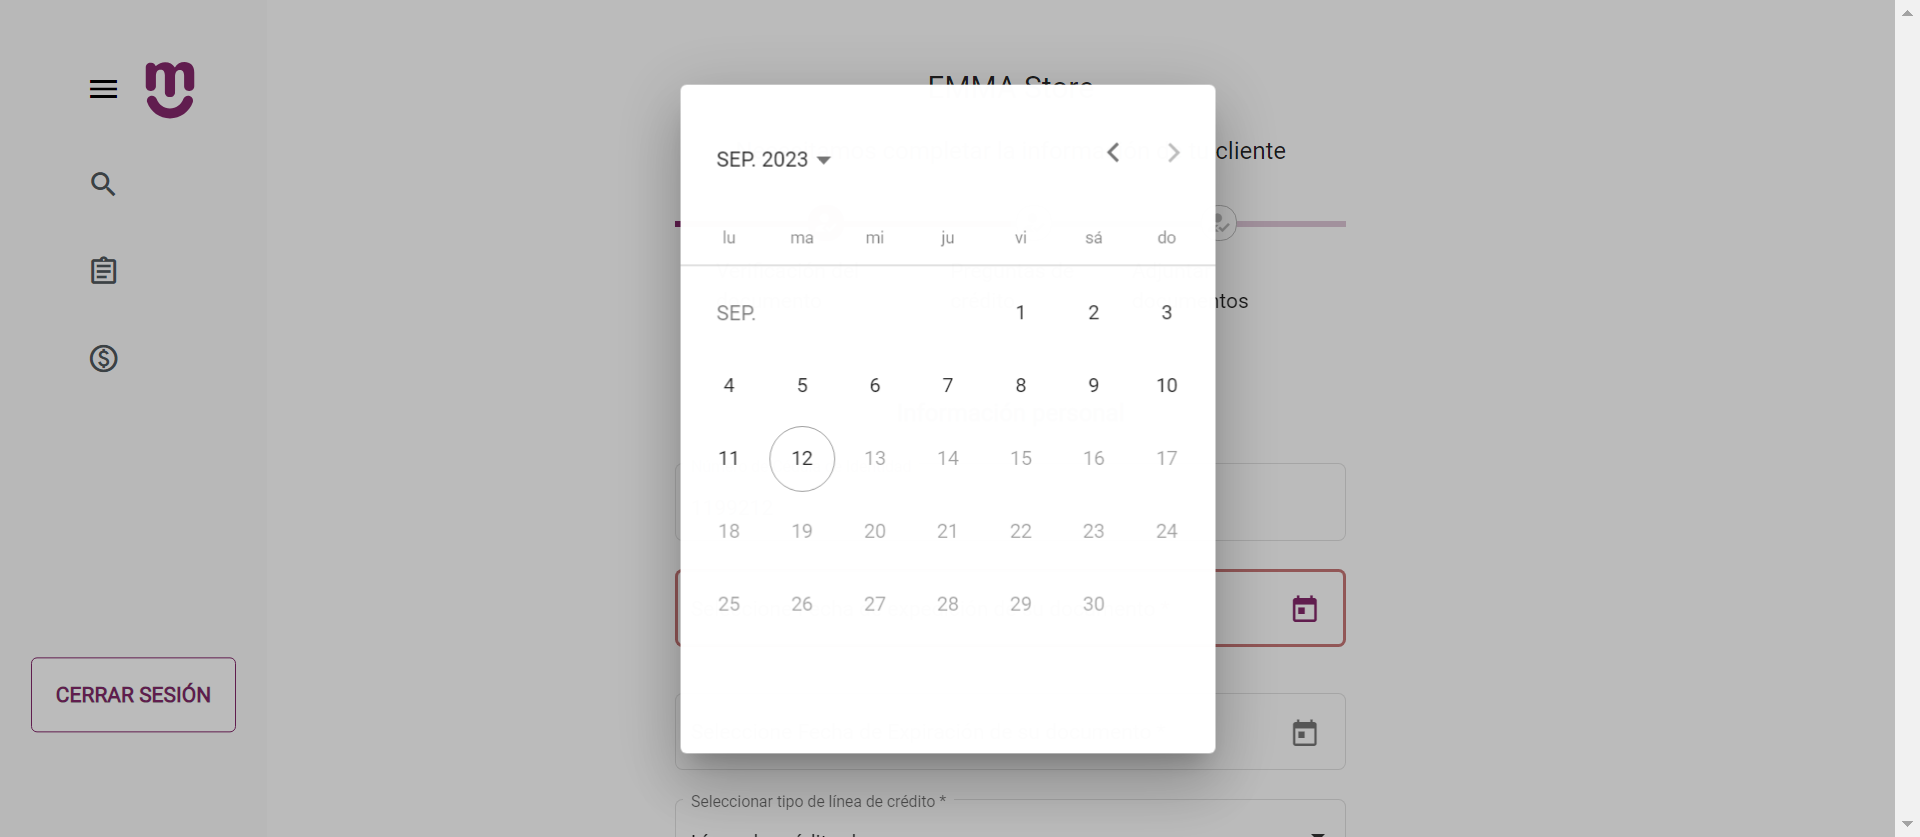 EMMA Store
cliente
SEP. 2023
lu ma mi ju vi sá do
ntos
SEP. 1 2 3
4 5 6 7 8 9 10
Información personal
11 12 13 14 15 16 17
18 19 20 21 22 23 24
25 26 27 28 29 30
CERRAR SESIÓN
Seleccionar tipo de línea de crédito *